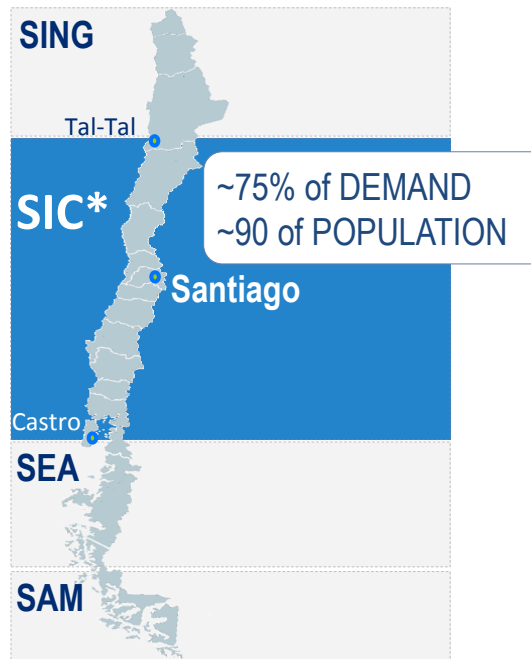 SING
Tal-Tal
~75% of DEMAND
~90 of POPULATION
SIC*
Santiago
Castro
SEA
SAM